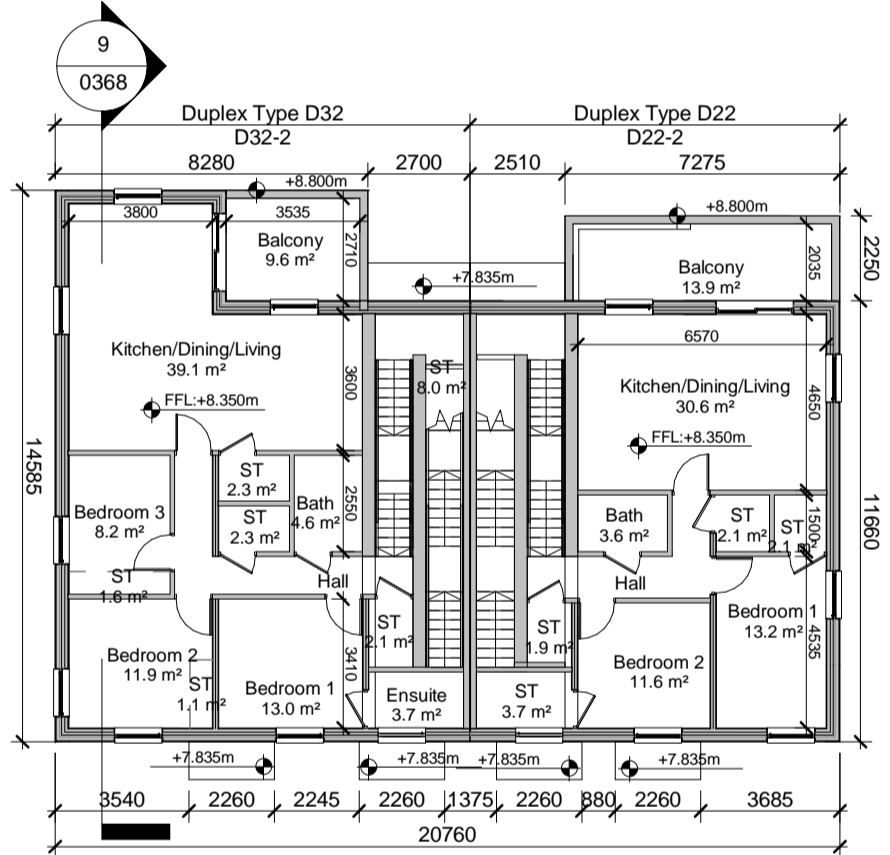 9
0368
Duplex Type D32
Duplex Type D22
D32-2
D22-2
8280
2700
2510
7275
+8.800m
+8.800m
3800
3535
2710
Balcony
9.6 m²
2035
2250
Balcony
13.9 m²
+7.835m
6570
Kitchen/Dining/Living
39.1 m²
3600
ST
8.0 m²
Kitchen/Dining/Living
30.6 m²
4650
FFL:+8.350m
FFL:+8.350m
14585
11660
ST
2.3 m²
2550
Bedroom 3
8.2 m²
Bath
4.6 m²
ST
2.3 m²
Bath
3.6 m²
ST
2.1 m²
1500
ST
Hall
Hall
ST
1.6 m²
ST
2.1 m²
ST
1.9 m²
Bedroom 1
13.2 m²
4535
3410
Bedroom 2
11.9 m²
ST
1.1 m²
Bedroom 1
13.0 m²
Ensuite
3.7 m²
ST
3.7 m²
Bedroom 2
11.6 m²
+7.835m
+7.835m
+7.835m
+7.835m
3540
2260
2245
2260
1375
2260
880
2260
3685
20760